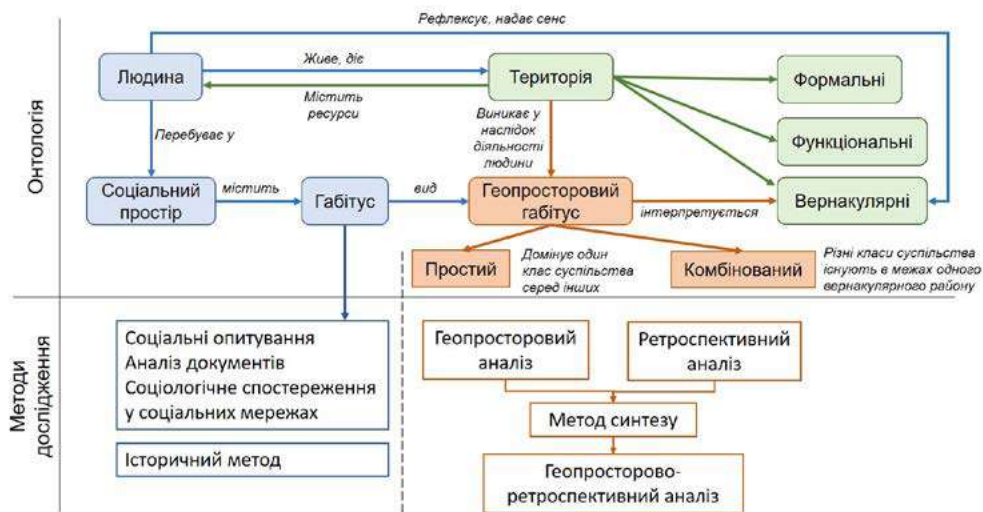 Рефлексує, надає сенс
Людина
Живе, діє
Територія
Формальні
Містить
ресурси
Виникає у
наслідок
діяльності
людини
Функціональні
Перебуває у
Онтологія
Соціальний
простір
містить
Габітус
вид
Геопросторовий
габітус
інтерпретується
Вернакулярні
Простий
Домінує один
клас суспільства
серед інших
Комбінований
Різні класи суспільства
існують в межах одного
вернакулярного району
Методи
дослідження
Соціальні опитування
Аналіз документів
Соціологічне спостереження
у соціальних мережах
Історичний метод
Геопросторовий
аналіз
Ретроспективний
аналіз
Метод синтезу
Геопросторово-
ретроспективний аналіз